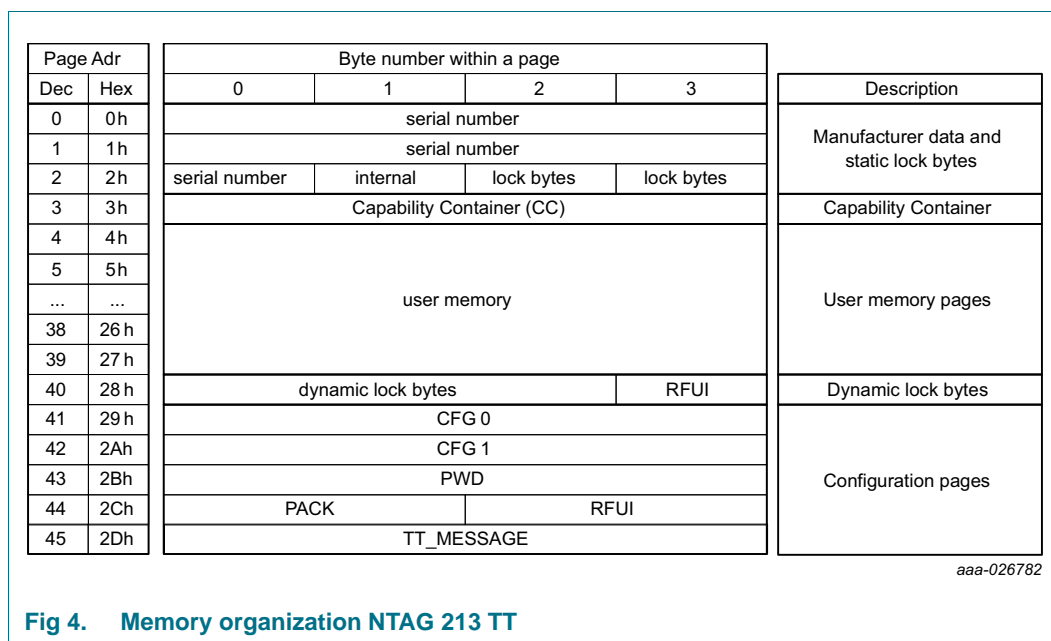 Page Adr Byte number within a page
Dec Hex 0 1 2 3 Description
0 0h serial number
Manufacturer data and
1 1h serial number
static lock bytes
2 2h serial number internal lock bytes lock bytes
3 3h Capability Container (CC) Capability Container
4 4h
5 5h
... ... user memory User memory pages
38 26h
39 27h
40 28h dynamic lock bytes RFUI Dynamic lock bytes
41 29h CFG 0
42 2Ah CFG 1
43 2Bh PWD Configuration pages
44 2Ch PACK RFUI
45 2Dh TT_MESSAGE
aaa-026782
Fig 4. Memory organization NTAG 213 TT